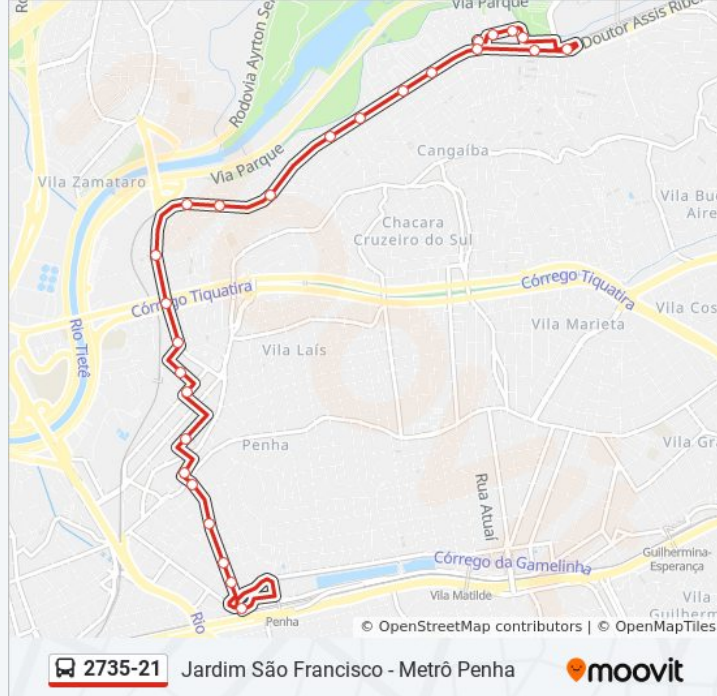 Via Parque
Doutor Assis Ribe
Rodovia Ayrton Se
Via Parque
Cangaíba
Vila Zamataro
Vila Bu
Aire
Chacara
Cruzeiro do Sul
Córrego Tiquatira
Córrego Tiquatira
Vila Cos
Rio Tietê
Vila Marieta
Vila Laís
Penha
Vila Gr
Rua Atuaí
Córrego da Gamelinha
Guilhermina-
Esperança
Vila Matilde
Vila
Guilherm
Rio
Penha
© OpenStreetMap contributors | © OpenMapTiles
2735-21 Jardim São Francisco - Metrô Penha moovit